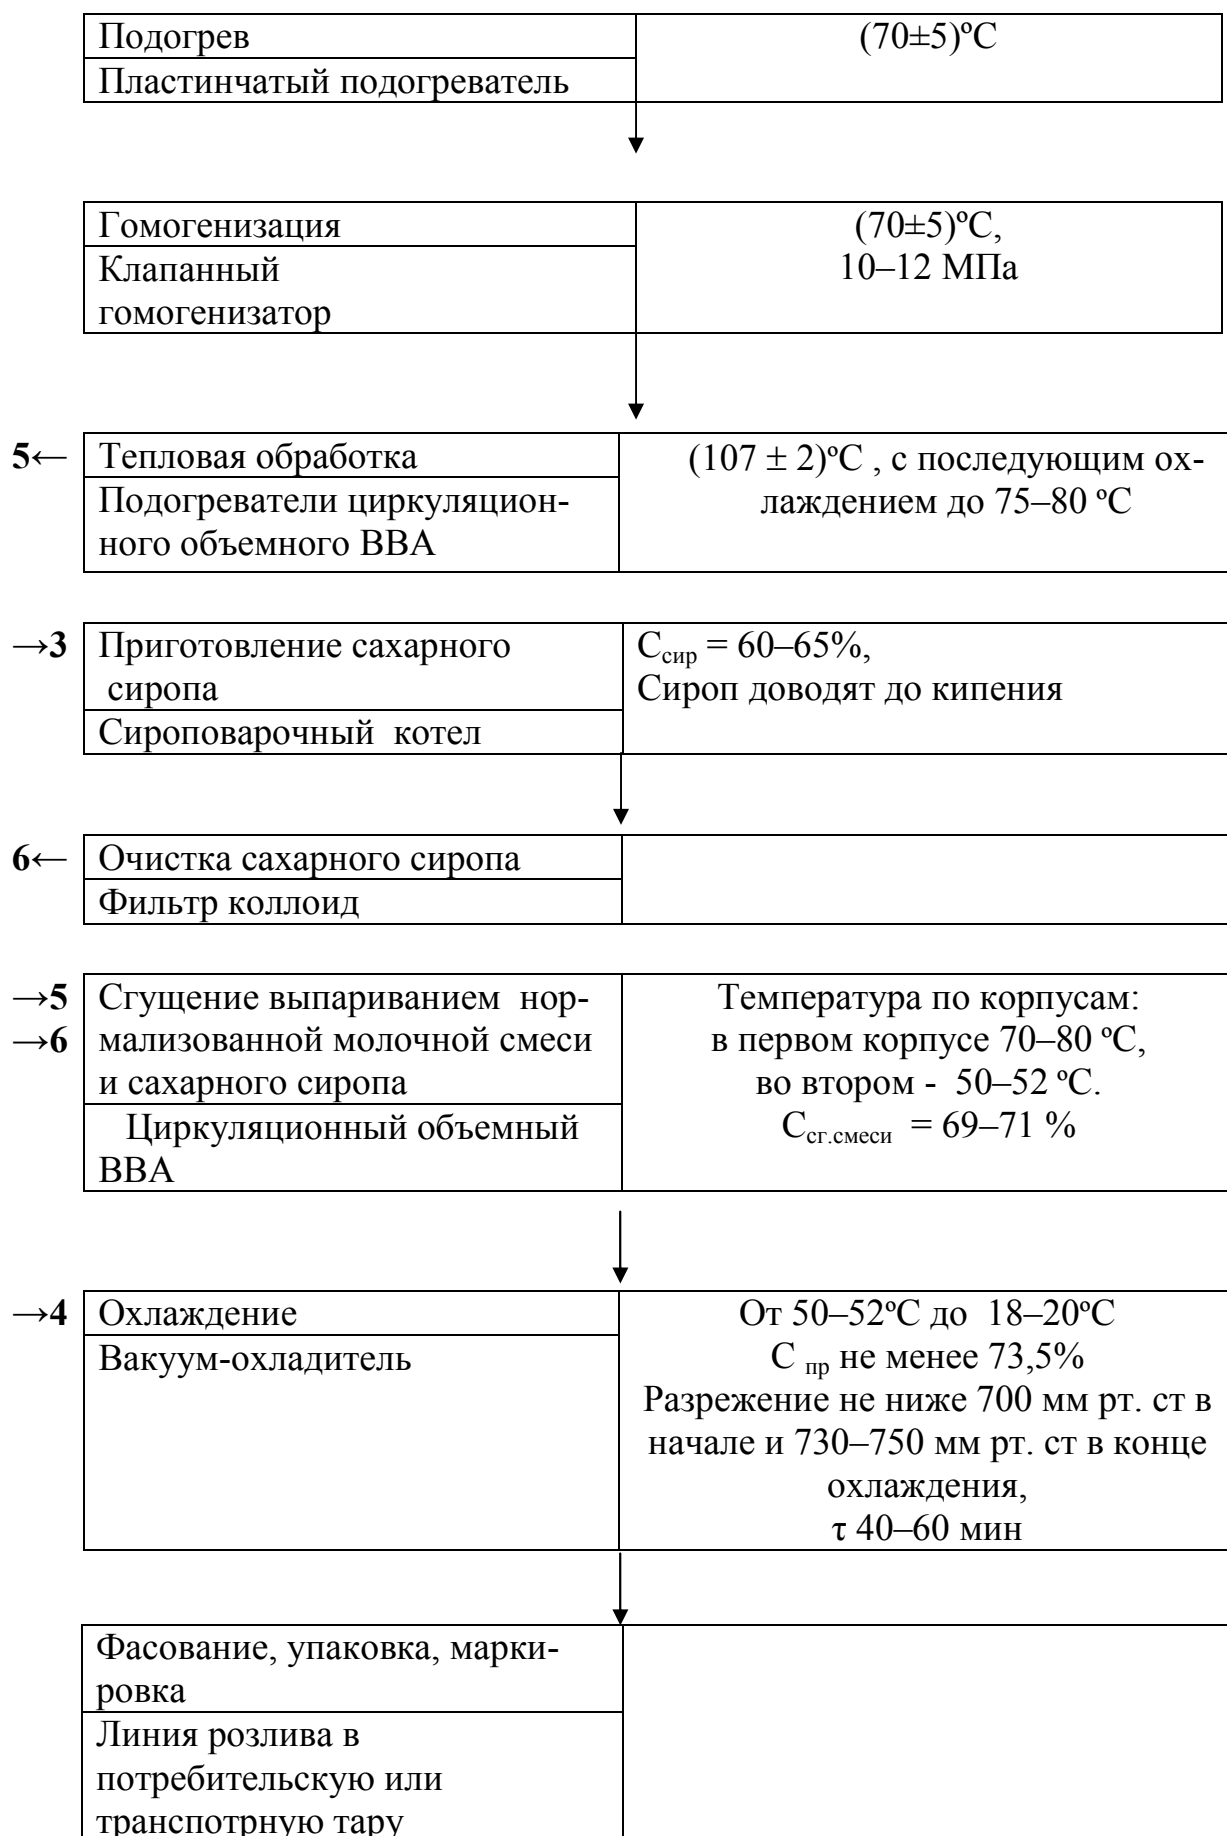 Подогрев
(70±5)ºС
Пластинчатый подогреватель
Гомогенизация
(70±5)ºС,
Клапанный
10–12 МПа
гомогенизатор
5←
Тепловая обработка
(107 ± 2)ºС , с последующим ох-
Подогреватели циркуляцион-
лаждением до 75–80 ºС
ного объемного ВВА
→3
Приготовление сахарного
Ссир = 60–65%,
сиропа
Сироп доводят до кипения
Сироповарочный котел
6←
Очистка сахарного сиропа
Фильтр коллоид
→5
Сгущение выпариванием нор-
Температура по корпусам:
→6
мализованной молочной смеси
в первом корпусе 70–80 ºС,
и сахарного сиропа
во втором - 50–52 ºС.
Циркуляционный объемный
Ссг.смеси = 69–71 %
ВВА
→4
Охлаждение
От 50–52ºС до 18–20ºС
Вакуум-охладитель
С пр не менее 73,5%
Разрежение не ниже 700 мм рт. ст в
начале и 730–750 мм рт. ст в конце
охлаждения,
τ 40–60 мин
Фасование, упаковка, марки-
ровка
Линия розлива в
потребительскую или
транспотрную тару